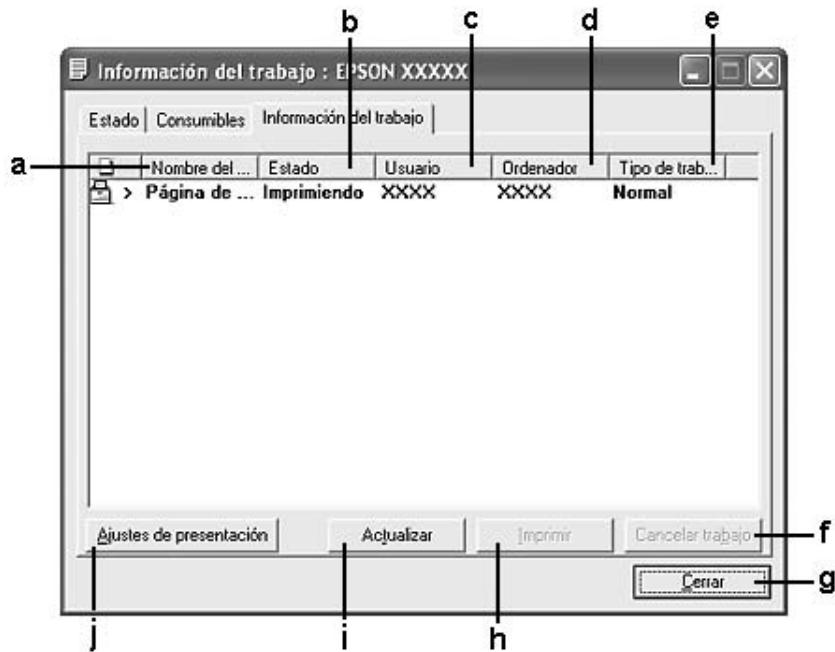 b c d e
Información del trabajo : EPSON XXXXX
Estado Consumibles Información del trabajo
a Nombre del ... Estado Usuario Ordenador Tipo de trab...
> Página de ... Imprimiendo XXXX XXXX Normal
Ajustes de presentación Actualizar Imprimir Cancelar trabajo f
Cerrar g
j i h